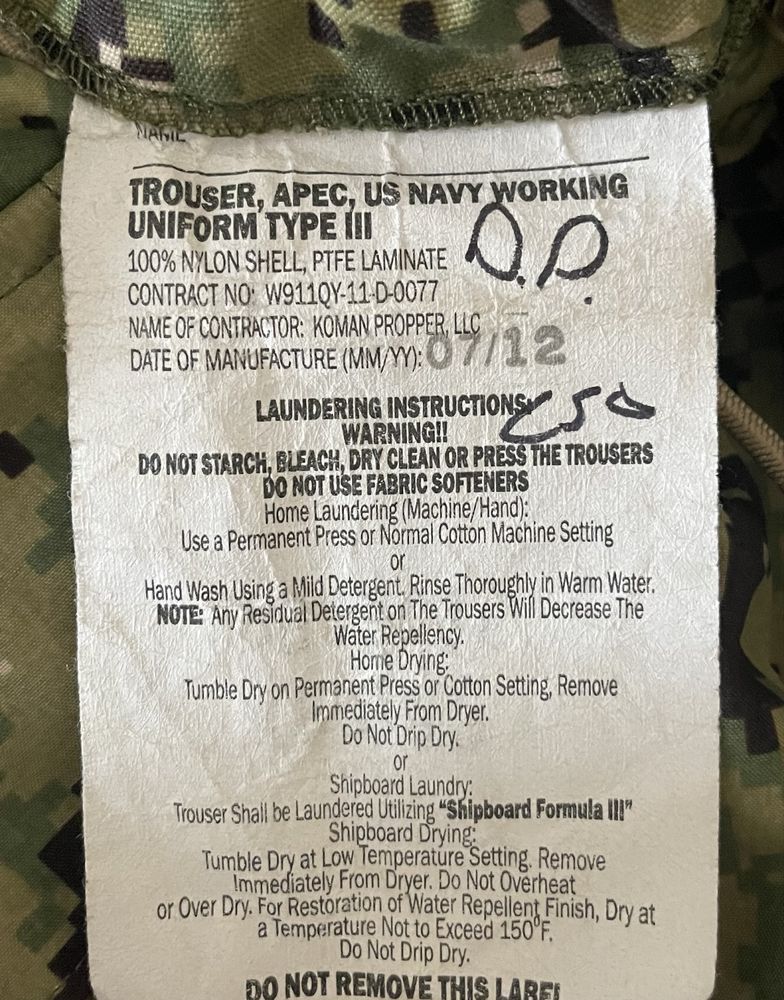 NAME
TROUSER, APEC, US NAVY WORKING
UNIFORM TYPE III
100% NYLON SHELL, PTFE LAMINATE
D.D.
CONTRACT NO: W911QY-11-D-0077
NAME OF CONTRACTOR: KOMAN PROPPER, LLC
DATE OF MANUFACTURE (MM/YY): 07/12
LAUNDERING INSTRUCTIONS:
WARNING!!
DO NOT STARCH, BLEACH, DRY CLEAN OR PRESS THE TROUSERS
DO NOT USE FABRIC SOFTENERS
Home Laundering (Machine/Hand):
Use a Permanent Press or Normal Cotton Machine Setting
or
Hand Wash Using a Mild Detergent. Rinse Thoroughly in Warm Water.
NOTE: Any Residual Detergent on The Trousers Will Decrease The
Water Repellency.
Home Drying:
Tumble Dry on Permanent Press or Cotton Setting, Remove
Immediately From Dryer.
Do Not Drip Dry.
or
Shipboard Laundry:
Trouser Shall be Laundered Utilizing "Shipboard Formula III"
Shipboard Drying:
Tumble Dry at Low Temperature Setting. Remove
Immediately From Dryer. Do Not Overheat
or Over Dry. For Restoration of Water Repellent Finish, Dry at
a Temperature Not to Exceed 150°F.
Do Not Drip Dry.
DO NOT REMOVE THIS LABEL